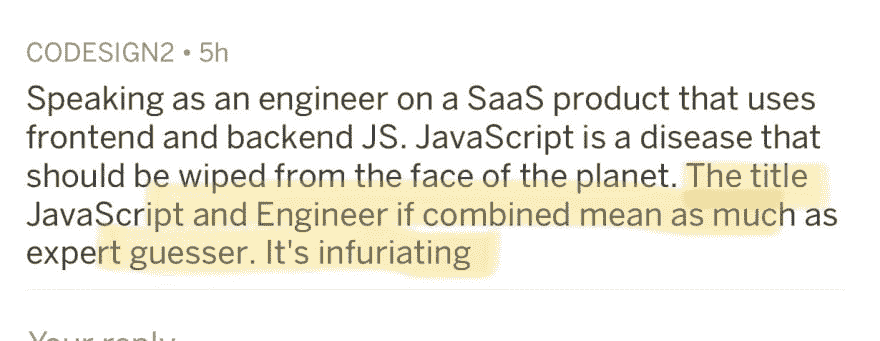 CODESIGN2 • 5h
Speaking as an engineer on a SaaS product that uses
frontend and backend JS. JavaScript is a disease that
should be wiped from the face of the planet. The title
JavaScript and Engineer if combined mean as much as
expert guesser. It's infuriating
Your reply